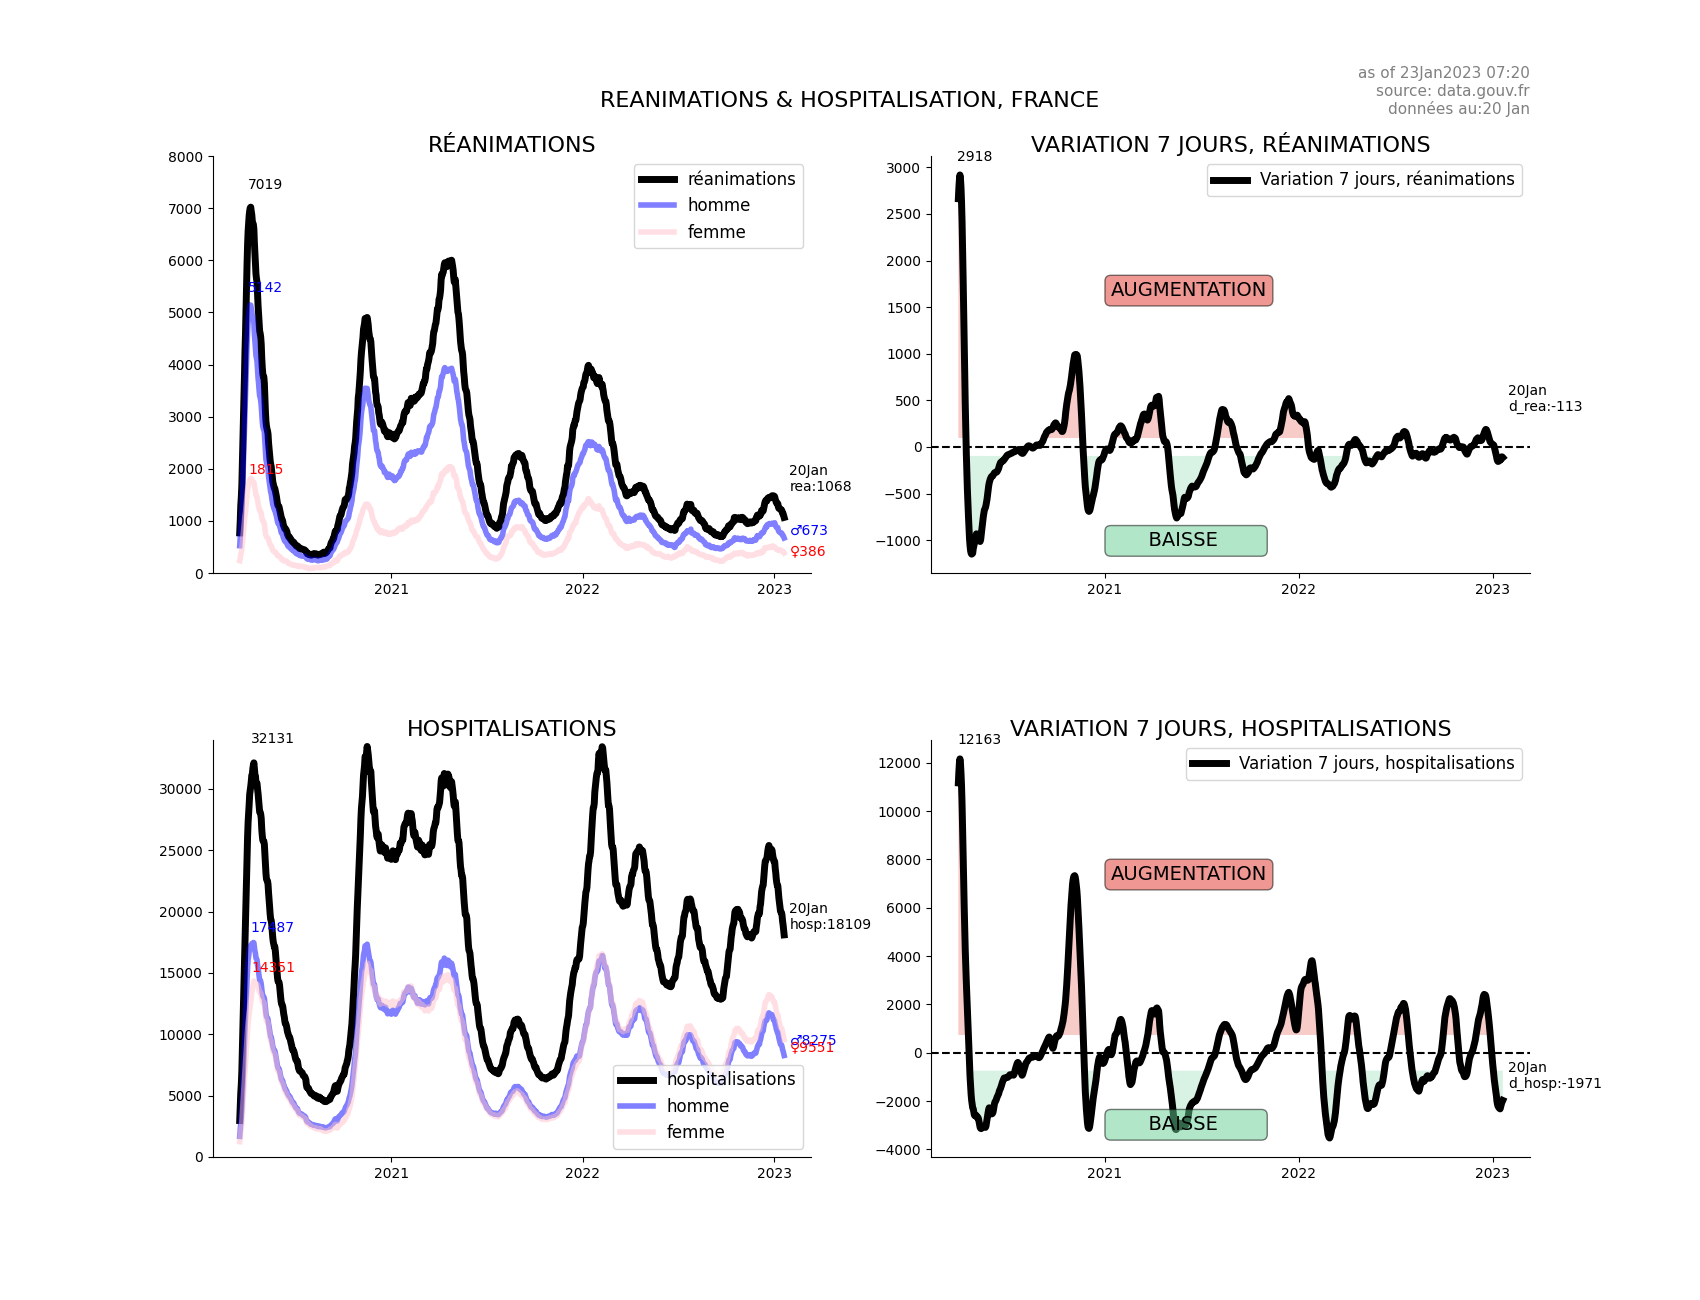 as of 23Jan2023 07:20
source: data.gouv.fr
données au:20 Jan
REANIMATIONS & HOSPITALISATION, FRANCE
RÉANIMATIONS
8000
7000
6000
5000
4000
3000
2000
1000
0
2021
2022
2023
7019
5142
1815
réanimations
homme
femme
20Jan
rea:1068
♂673
♀386
VARIATION 7 JOURS, RÉANIMATIONS
3000
2500
2000
1500
1000
500
0
−500
−1000
2021
2022
2023
2918
Variation 7 jours, réanimations
AUGMENTATION
BAISSE
20Jan
d_rea:-113
HOSPITALISATIONS
30000
25000
20000
15000
10000
5000
0
2021
2022
2023
32131
17487
14351
20Jan
hosp:18109
♂8275
♀9551
hospitalisations
homme
femme
VARIATION 7 JOURS, HOSPITALISATIONS
12000
10000
8000
6000
4000
2000
0
−2000
−4000
2021
2022
2023
12163
Variation 7 jours, hospitalisations
AUGMENTATION
BAISSE
20Jan
d_hosp:-1971